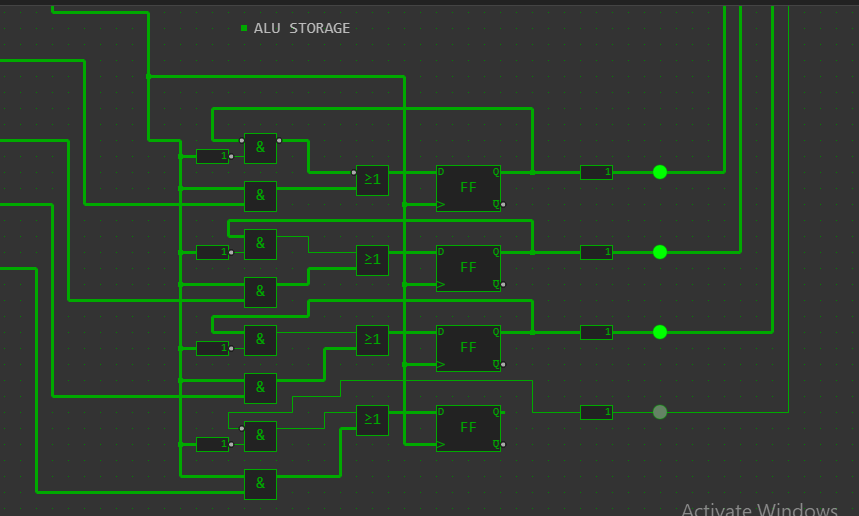 ALU STORAGE
&
1
D Q 1
≥1 FF
&
> Q̅
&
1 D Q 1
≥1 FF
> Q̅
&
D Q 1
&
1 ≥1 FF
> Q̅
&
D Q 1
≥1 FF
&
1 > Q̅
&
Activate Windows